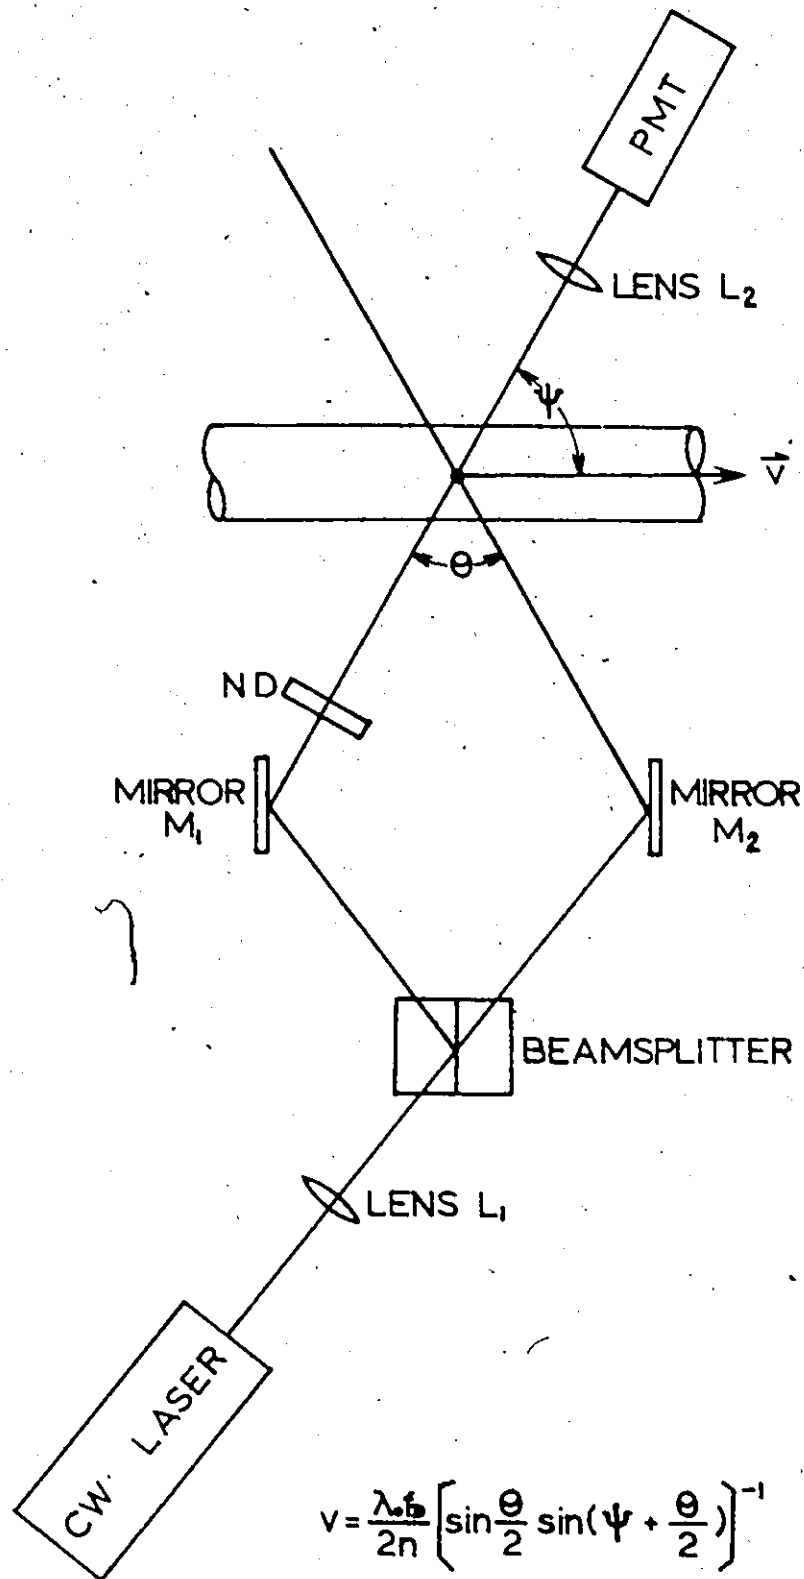 PMT
LENS L₂
ψ
v⃗
θ
ND
MIRROR
M₁
MIRROR
M₂
BEAMSPLITTER
LENS L₁
CW. LASER
v = λ₀f_D/2n [sin θ/2 sin(ψ + θ/2)]⁻¹